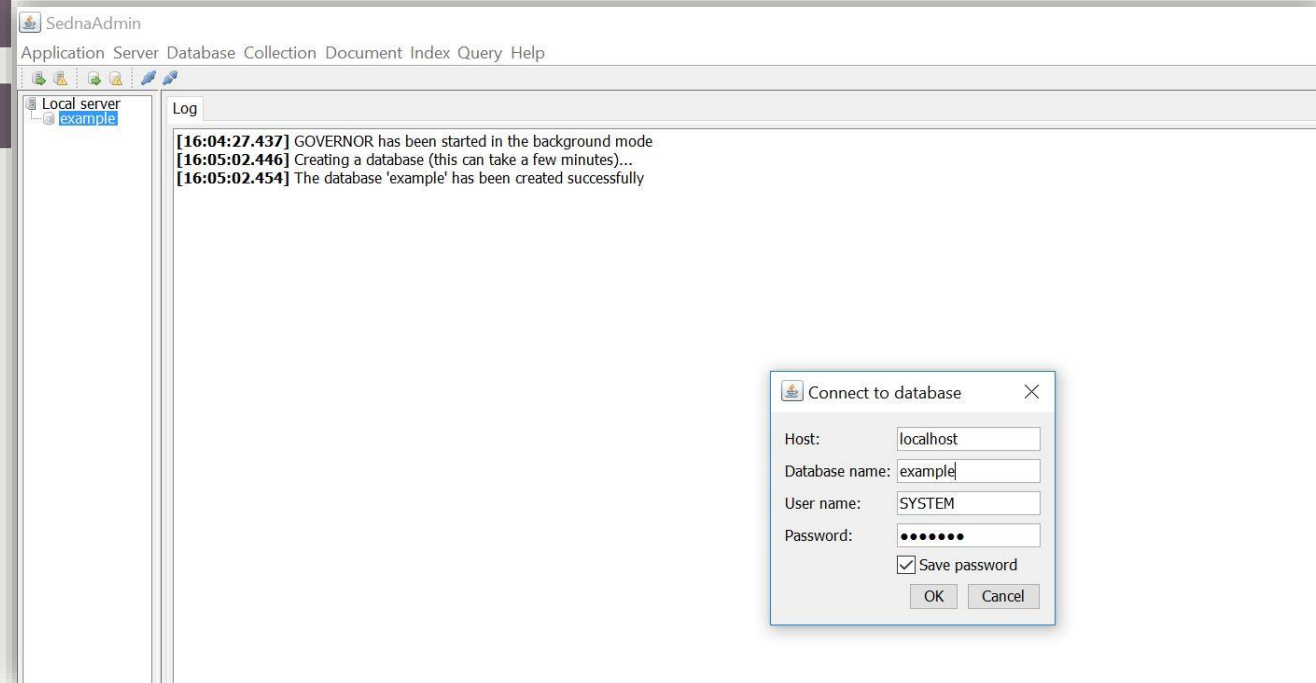 SednaAdmin
Application Server Database Collection Document Index Query Help
Local server
example
Log
[16:04:27.437] GOVERNOR has been started in the background mode
[16:05:02.446] Creating a database (this can take a few minutes)...
[16:05:02.454] The database 'example' has been created successfully
Connect to database
Host: localhost
Database name: example
User name: SYSTEM
Password: •••••••
Save password
OK Cancel